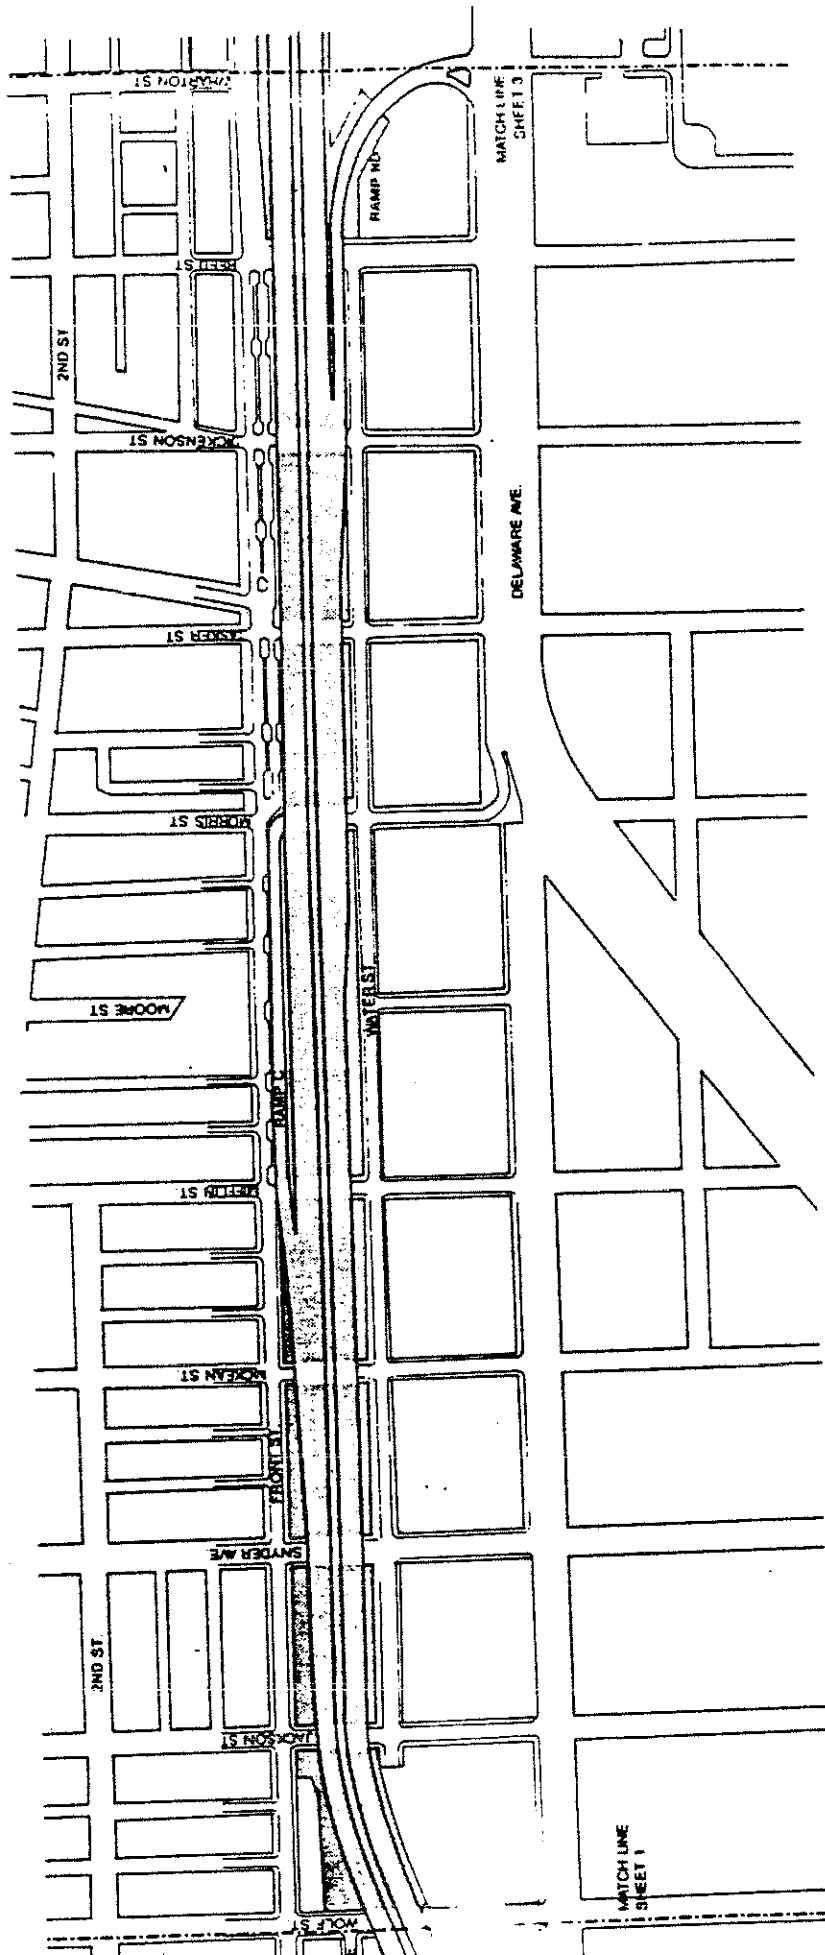 WHARTON ST
MATCH LINE
SHEET 3
RAMP
REED ST
2ND ST
DICKENSON ST
DELAWARE AVE.
TASKER ST
MORRIS ST
WATER ST
MOORE ST
RAMP C
MIFFLIN ST
MCKEAN ST
FRONT ST
SNYDER AVE
2ND ST.
JACKSON ST
MATCH LINE
SHEET 1
WOLF ST